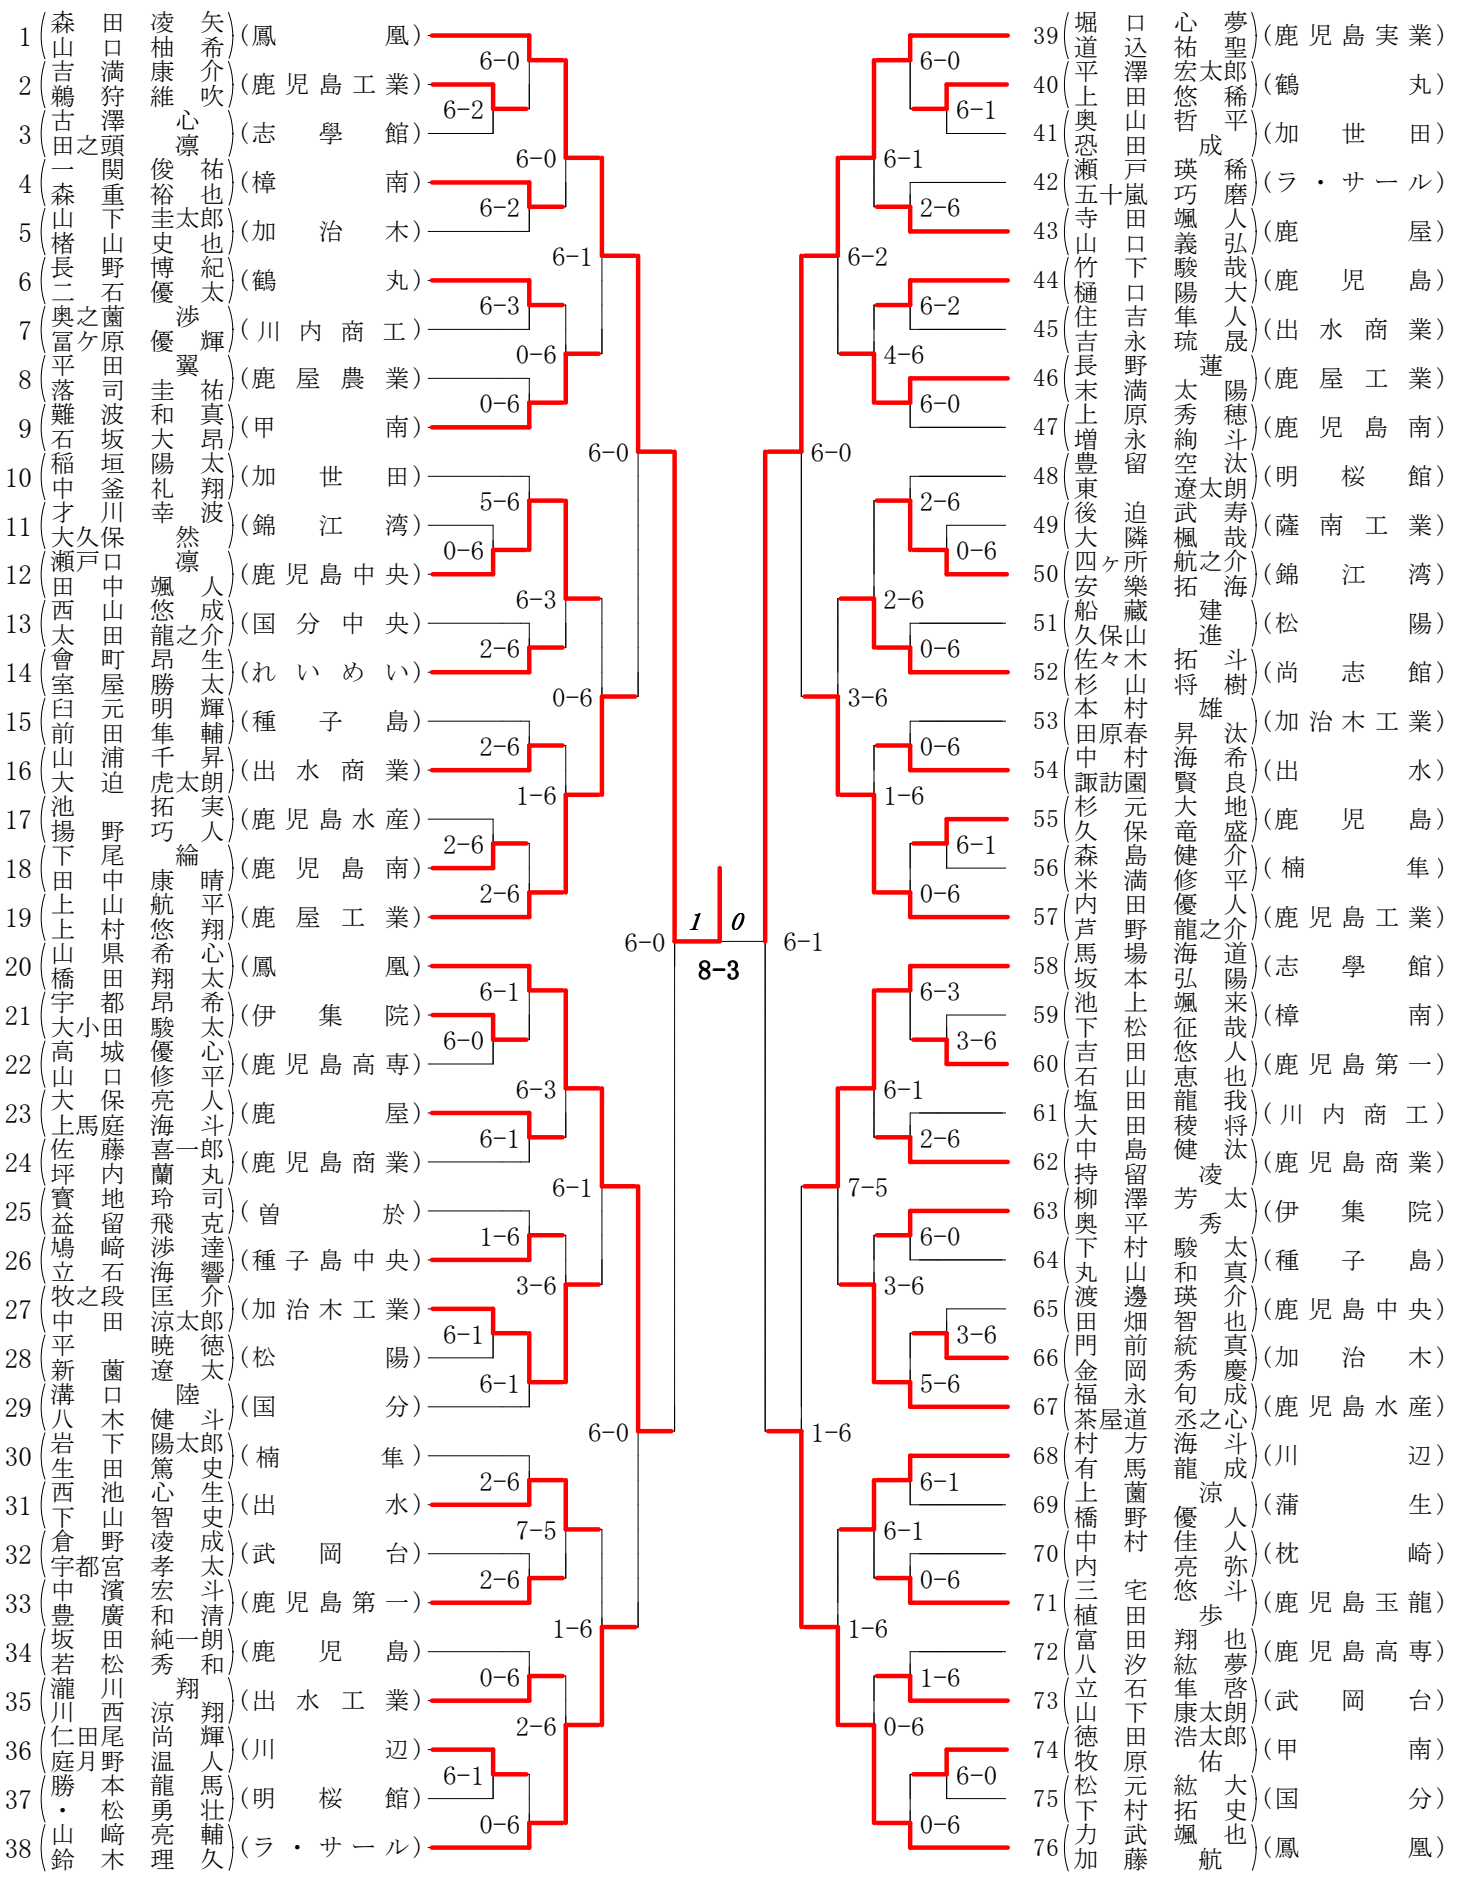 1 森田凌矢 山口柚希 (鳳凰)
2 吉満康介 鵜狩維吹 (鹿児島工業)
3 古澤心 田之頭凛 (志學館)
4 一関俊祐 森重裕也 (樟南)
5 山下圭太郎 楮山史也 (加治木)
6 長野博紀 二石優太 (鶴丸)
7 奥之薗渉 冨ケ原優輝 (川内商工)
8 平田翼 落司圭祐 (鹿屋農業)
9 難波和真 石坂大昂 (甲南)
10 稲垣陽太 中釜礼翔 (加世田)
11 才川幸波 大久保然 (錦江湾)
12 瀬戸口凛 田中颯人 (鹿児島中央)
13 西山悠成 太田龍之介 (国分中央)
14 會町昂生 室屋勝太 (れいめい)
15 臼元明輝 前田隼輔 (種子島)
16 山浦千昇 大迫虎太朗 (出水商業)
17 池拓実 揚野巧人 (鹿児島水産)
18 下尾綸 田中康晴 (鹿児島南)
19 上山航平 上村悠翔 (鹿屋工業)
20 山県希心 橋田翔太 (鳳凰)
21 宇都昂希 大小田駿太 (伊集院)
22 高城優心 山口修平 (鹿児島高専)
23 大保亮人 上馬庭海斗 (鹿屋)
24 佐藤喜一郎 坪内蘭丸 (鹿児島商業)
25 寳地玲司 益留飛克 (曽於)
26 鳩﨑渉達 立石海響 (種子島中央)
27 牧之段匡介 中田涼太郎 (加治木工業)
28 平暁徳 新薗遼太 (松陽)
29 溝口陸 八木健斗 (国分)
30 岩下陽太郎 生田篤史 (楠隼)
31 西池心生 下山智史 (出水)
32 倉野凌成 宇都宮孝太 (武岡台)
33 中濱宏斗 豊廣和清 (鹿児島第一)
34 坂田純一朗 若松秀和 (鹿児島)
35 瀧川翔 川西涼翔 (出水工業)
36 仁田尾尚輝 庭月野温人 (川辺)
37 勝本龍馬 ・松勇壮 (明桜館)
38 山﨑亮輔 鈴木理久 (ラ・サール)
6-0
6-2
6-0
6-2
6-1
6-3
0-6
0-6
6-0
5-6
0-6
6-3
2-6
0-6
2-6
1-6
2-6
2-6
6-0
6-1
6-0
6-3
6-1
6-1
1-6
3-6
6-1
6-1
6-0
2-6
7-5
2-6
1-6
0-6
2-6
6-1
0-6
1 0
8-3
39 堀口心夢 道込祐聖 (鹿児島実業)
40 平澤宏太郎 上田悠稀 (鶴丸)
41 奥山哲平 恐田成 (加世田)
42 瀬戸瑛稀 五十嵐巧磨 (ラ・サール)
43 寺田颯人 山口義弘 (鹿屋)
44 竹下駿哉 樋口陽大 (鹿児島)
45 住吉隼人 吉永琉晟 (出水商業)
46 長野蓮 末満太陽 (鹿屋工業)
47 上原秀穂 増永絢斗 (鹿児島南)
48 豊留空汰 東遼太朗 (明桜館)
49 後迫武寿 大隣楓哉 (薩南工業)
50 四ヶ所航之介 安樂拓海 (錦江湾)
51 船藏建 久保山進 (松陽)
52 佐々木拓斗 杉山将樹 (尚志館)
53 本村雄 田原春昇汰 (加治木工業)
54 中村海希 諏訪園賢良 (出水)
55 杉元大地 久保竜盛 (鹿児島)
56 森島健介 米満修平 (楠隼)
57 内田優人 芦野龍之介 (鹿児島工業)
58 馬場海道 坂本弘陽 (志學館)
59 池上颯来 下松征哉 (樟南)
60 吉田悠人 石山恵也 (鹿児島第一)
61 塩田龍我 大田稜将 (川内商工)
62 中島健汰 持留凌 (鹿児島商業)
63 柳澤芳太 奥平秀 (伊集院)
64 下村駿太 丸山和真 (種子島)
65 渡邊瑛介 田畑智也 (鹿児島中央)
66 門前統真 金岡秀慶 (加治木)
67 福永旬成 茶屋道丞之心 (鹿児島水産)
68 村方海斗 有馬龍成 (川辺)
69 上薗涼 橋野優人 (蒲生)
70 中村佳人 内亮弥 (枕崎)
71 三宅悠斗 植田歩 (鹿児島玉龍)
72 富田翔也 八汐紘夢 (鹿児島高専)
73 立石隼啓 山下康太朗 (武岡台)
74 徳田浩太郎 牧原佑 (甲南)
75 松元紘大 下村拓史 (国分)
76 力武颯也 加藤航 (鳳凰)
6-0
6-1
6-1
2-6
6-2
6-2
4-6
6-0
6-0
2-6
0-6
2-6
0-6
3-6
0-6
1-6
6-1
0-6
6-1
6-3
3-6
6-1
2-6
7-5
6-0
3-6
3-6
5-6
1-6
6-1
6-1
0-6
1-6
1-6
0-6
6-0
0-6